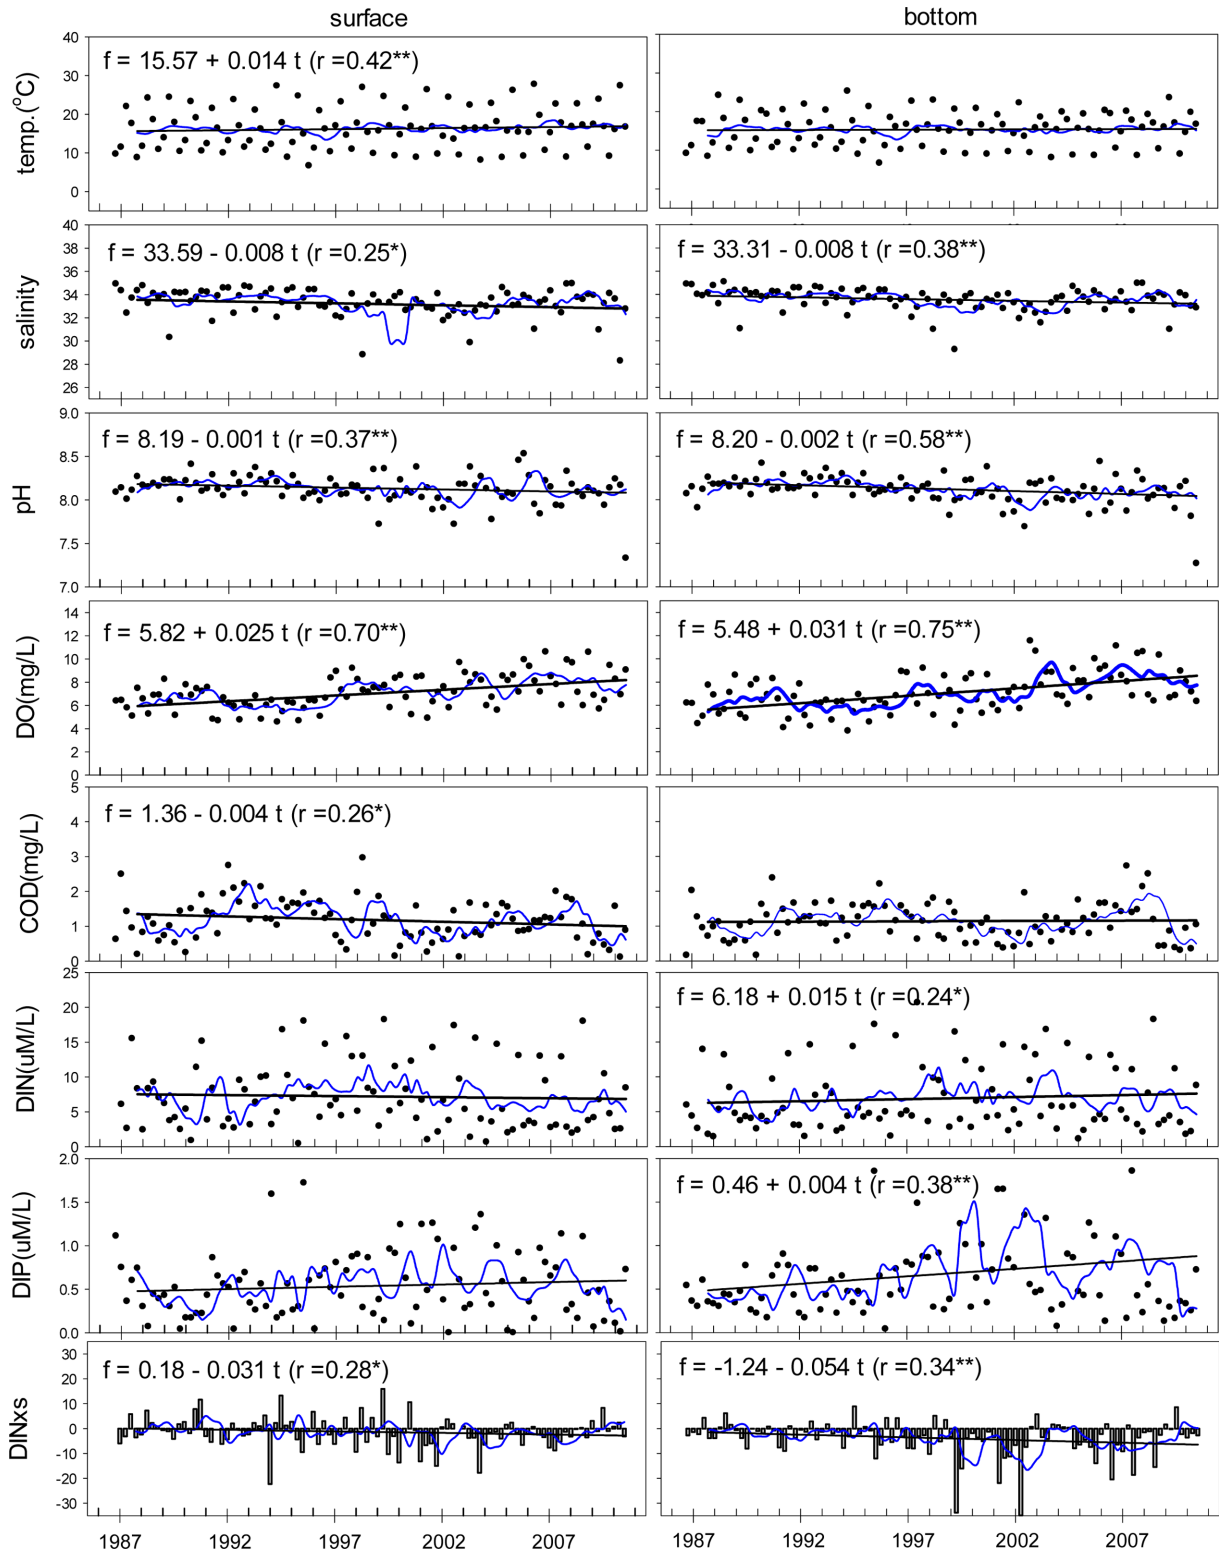 surface bottom
temp.(°C)
40
30
20
10
0
f = 15.57 + 0.014 t (r =0.42**)
salinity
40
38
36
34
32
30
28
26
f = 33.59 - 0.008 t (r =0.25*)
f = 33.31 - 0.008 t (r =0.38**)
pH
9.0
8.5
8.0
7.5
7.0
f = 8.19 - 0.001 t (r =0.37**)
f = 8.20 - 0.002 t (r =0.58**)
DO(mg/L)
14
12
10
8
6
4
2
0
f = 5.82 + 0.025 t (r =0.70**)
f = 5.48 + 0.031 t (r =0.75**)
COD(mg/L)
5
4
3
2
1
0
f = 1.36 - 0.004 t (r =0.26*)
DIN(uM/L)
25
20
15
10
5
0
f = 6.18 + 0.015 t (r =0.24*)
DIP(uM/L)
2.0
1.5
1.0
0.5
0.0
f = 0.46 + 0.004 t (r =0.38**)
DINxs
30
20
10
0
-10
-20
-30
f = 0.18 - 0.031 t (r =0.28*)
f = -1.24 - 0.054 t (r =0.34**)
1987 1992 1997 2002 2007
1987 1992 1997 2002 2007